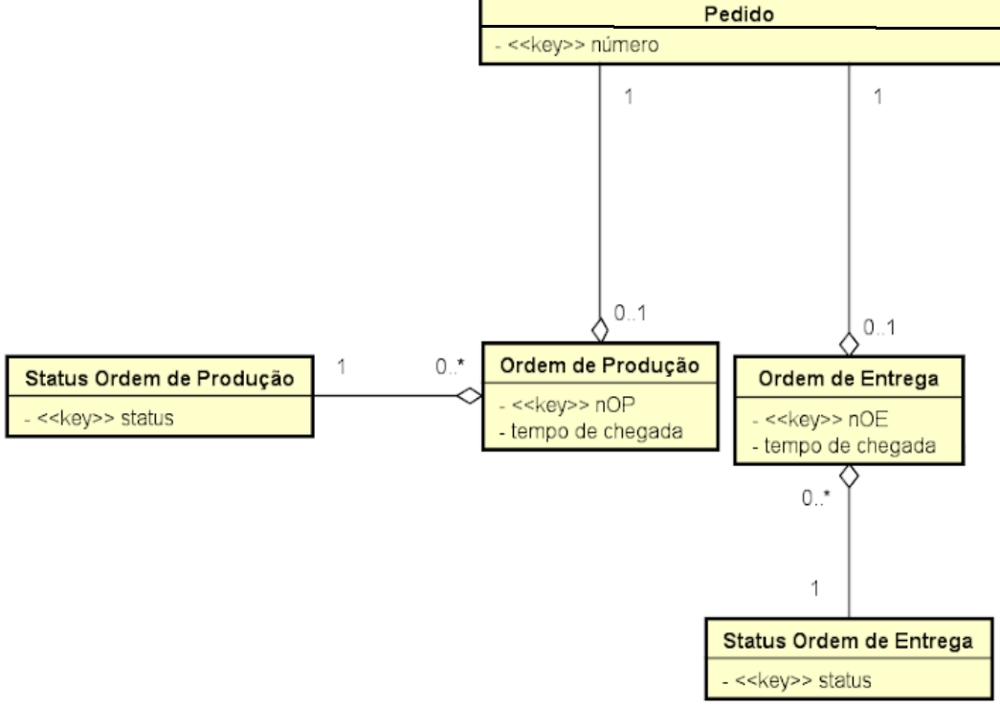 Pedido
- <<key>> número
1
1
0..1
0..1
Status Ordem de Produção
- <<key>> status
1
0..*
Ordem de Produção
- <<key>> nOP
- tempo de chegada
Ordem de Entrega
- <<key>> nOE
- tempo de chegada
0..*
1
Status Ordem de Entrega
- <<key>> status